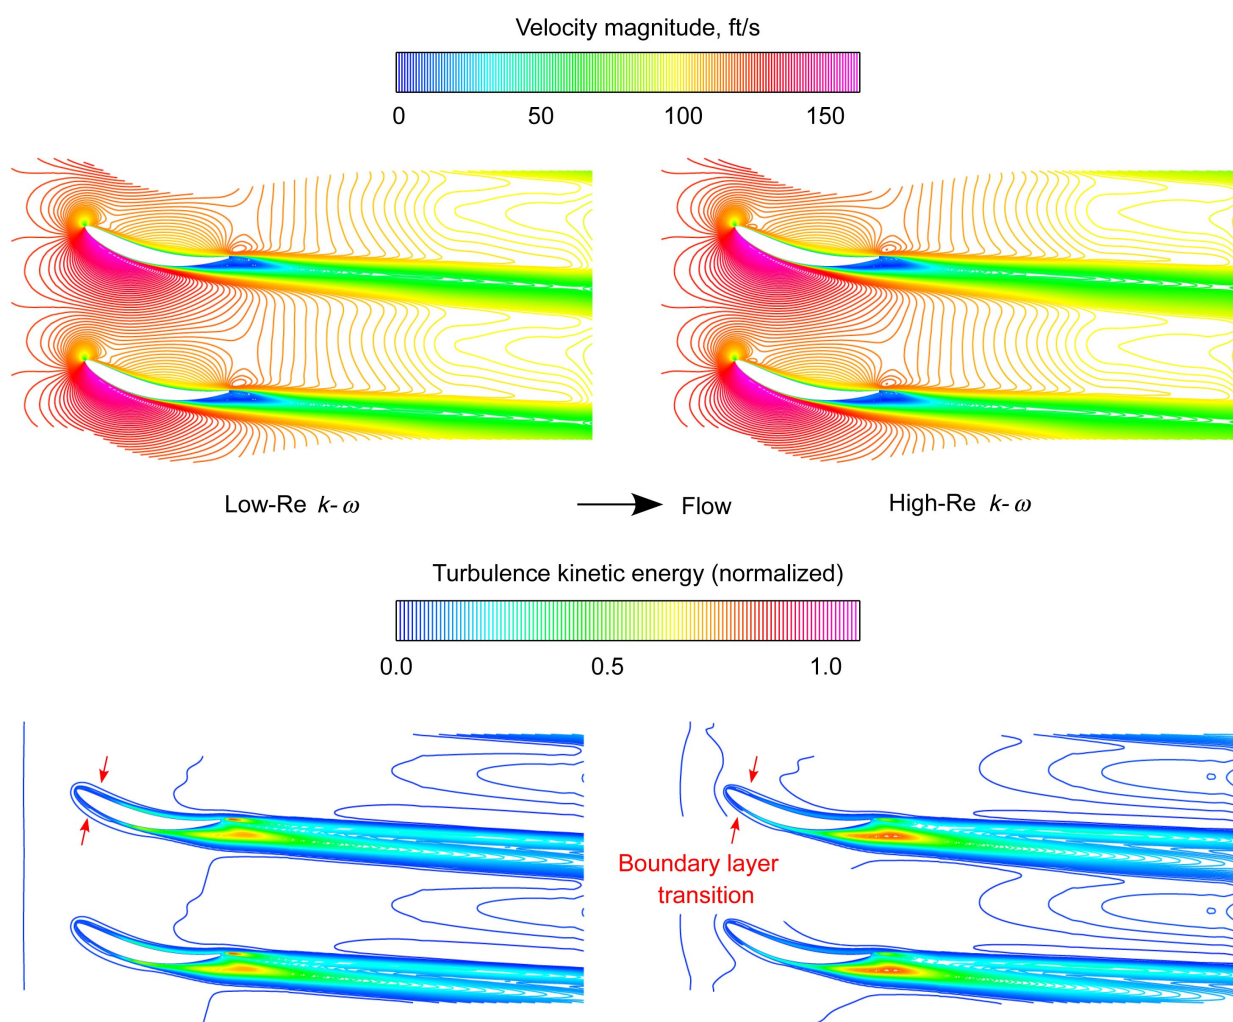 Velocity magnitude, ft/s
0 50 100 150
Low-Re k-ω
Flow
High-Re k-ω
Turbulence kinetic energy (normalized)
0.0 0.5 1.0
Boundary layer
transition